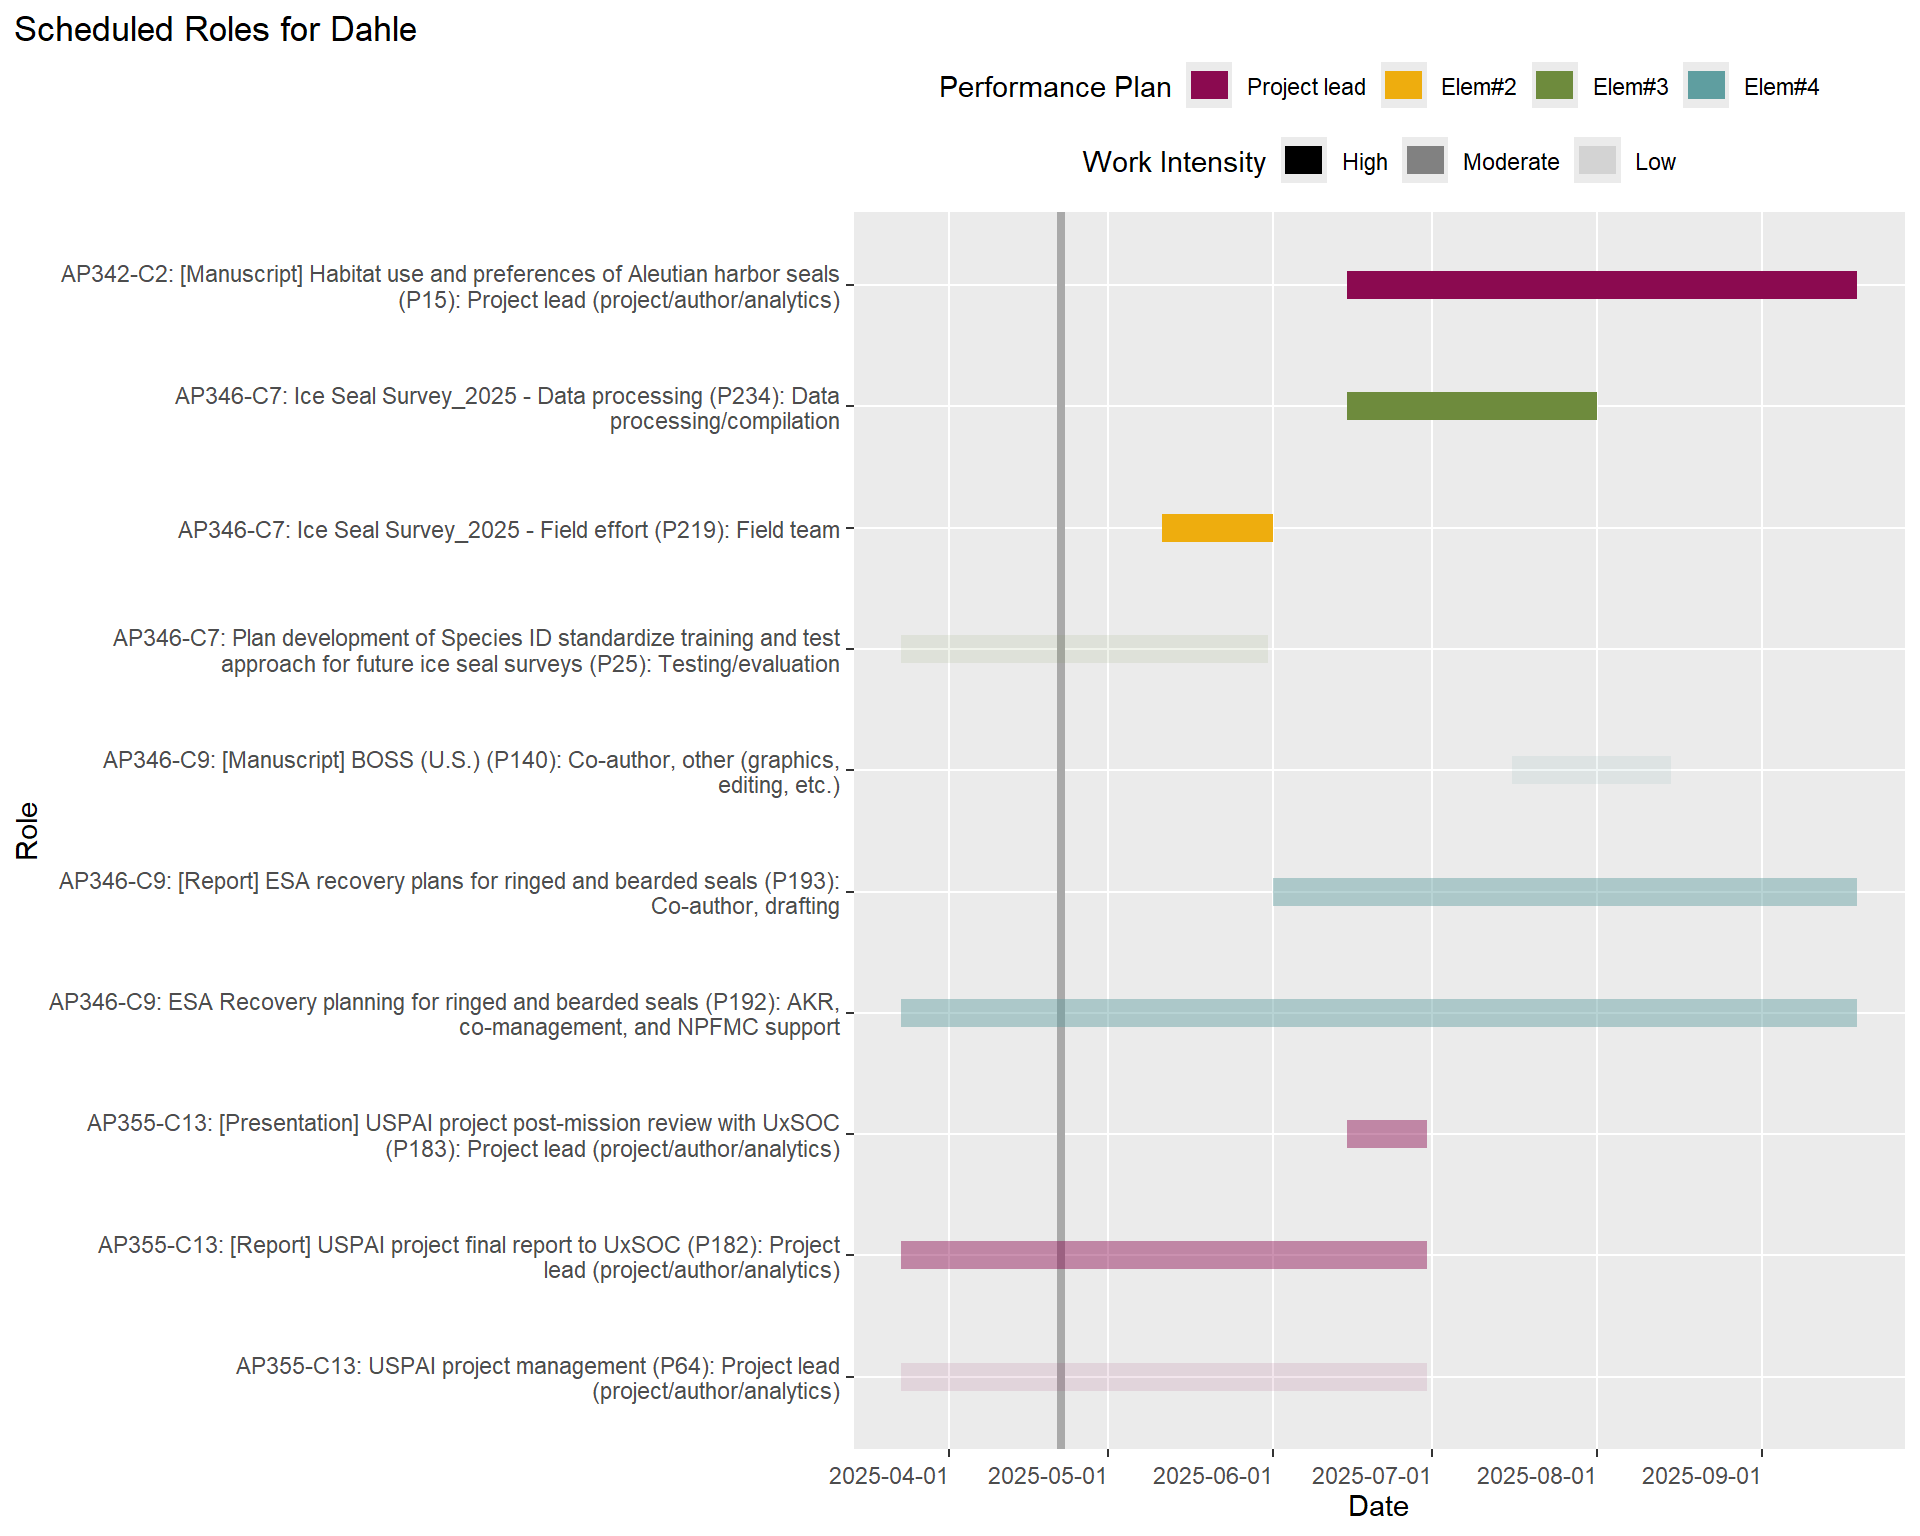 Scheduled Roles for Dahle
Performance Plan Project lead Elem#2 Elem#3 Elem#4
Work Intensity High Moderate Low
AP342-C2: [Manuscript] Habitat use and preferences of Aleutian harbor seals
(P15): Project lead (project/author/analytics)
AP346-C7: Ice Seal Survey_2025 - Data processing (P234): Data
processing/compilation
AP346-C7: Ice Seal Survey_2025 - Field effort (P219): Field team
AP346-C7: Plan development of Species ID standardize training and test
approach for future ice seal surveys (P25): Testing/evaluation
AP346-C9: [Manuscript] BOSS (U.S.) (P140): Co-author, other (graphics,
editing, etc.)
AP346-C9: [Report] ESA recovery plans for ringed and bearded seals (P193):
Co-author, drafting
AP346-C9: ESA Recovery planning for ringed and bearded seals (P192): AKR,
co-management, and NPFMC support
AP355-C13: [Presentation] USPAI project post-mission review with UxSOC
(P183): Project lead (project/author/analytics)
AP355-C13: [Report] USPAI project final report to UxSOC (P182): Project
lead (project/author/analytics)
AP355-C13: USPAI project management (P64): Project lead
(project/author/analytics)
Role
2025-04-01 2025-05-01 2025-06-01 2025-07-01 2025-08-01 2025-09-01
Date